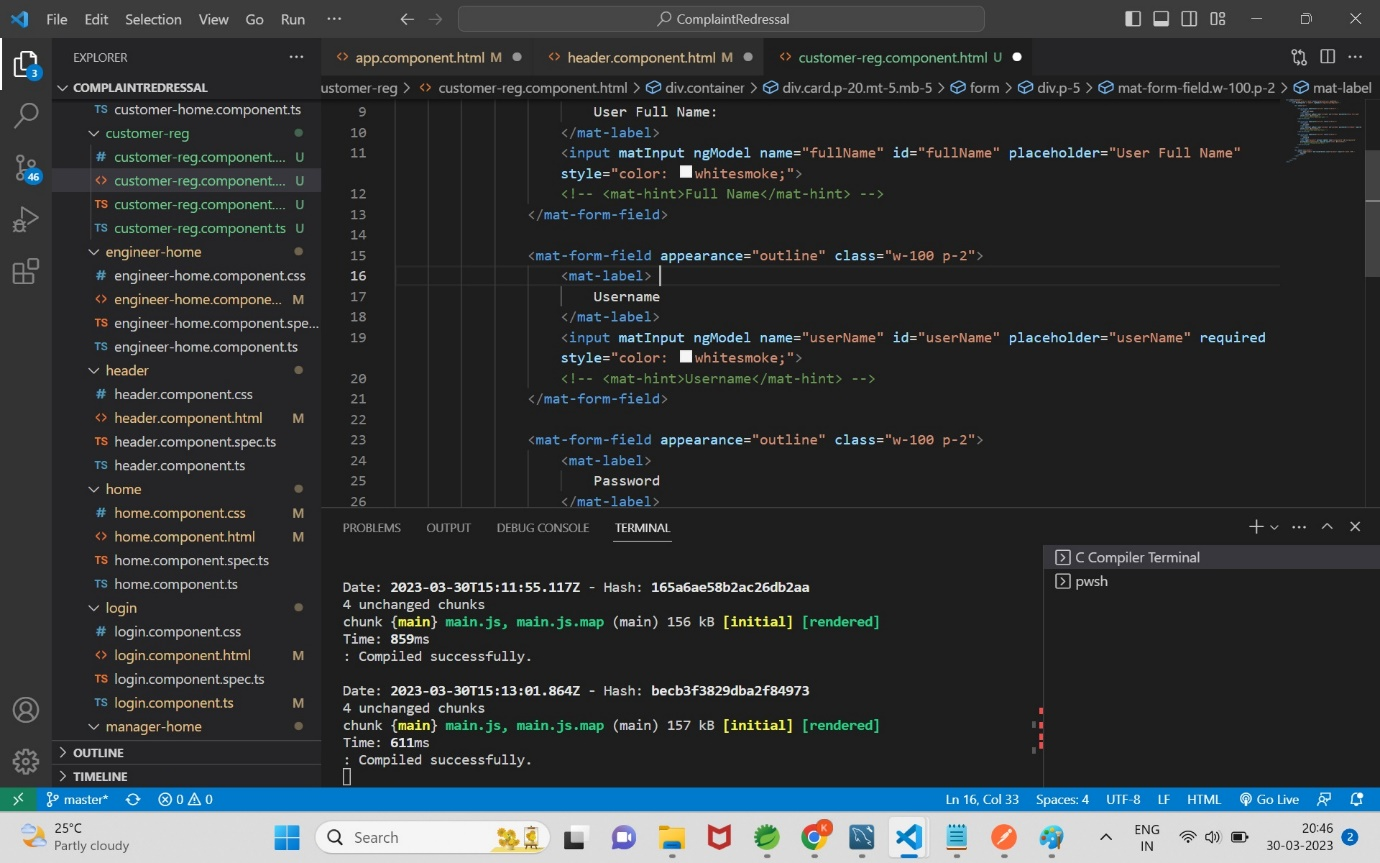 File Edit Selection View Go Run ···
ComplaintRedressal
EXPLORER
COMPLAINTREDRESSAL
TS customer-home.component.ts
customer-reg
# customer-reg.component.... U
<> customer-reg.component.... U
TS customer-reg.component.... U
TS customer-reg.component.ts U
engineer-home
# engineer-home.component.css
<> engineer-home.compone... M
TS engineer-home.component.spe...
TS engineer-home.component.ts
header
# header.component.css
<> header.component.html M
TS header.component.spec.ts
TS header.component.ts
home
# home.component.css M
<> home.component.html M
TS home.component.spec.ts
TS home.component.ts
login
# login.component.css
<> login.component.html M
TS login.component.spec.ts
TS login.component.ts M
manager-home
OUTLINE
TIMELINE
3
46
<> app.component.html M
<> header.component.html M
<> customer-reg.component.html U
ustomer-reg > <> customer-reg.component.html > div.container > div.card.p-20.mt-5.mb-5 > form > div.p-5 > mat-form-field.w-100.p-2 > mat-label
9 User Full Name:
10 </mat-label>
11 <input matInput ngModel name="fullName" id="fullName" placeholder="User Full Name"
style="color: whitesmoke;">
12 <!-- <mat-hint>Full Name</mat-hint> -->
13 </mat-form-field>
14
15 <mat-form-field appearance="outline" class="w-100 p-2">
16 <mat-label>
17 Username
18 </mat-label>
19 <input matInput ngModel name="userName" id="userName" placeholder="userName" required
style="color: whitesmoke;">
20 <!-- <mat-hint>Username</mat-hint> -->
21 </mat-form-field>
22
23 <mat-form-field appearance="outline" class="w-100 p-2">
24 <mat-label>
25 Password
26 </mat-label>
PROBLEMS OUTPUT DEBUG CONSOLE TERMINAL
Date: 2023-03-30T15:11:55.117Z - Hash: 165a6ae58b2ac26db2aa
4 unchanged chunks
chunk {main} main.js, main.js.map (main) 156 kB [initial] [rendered]
Time: 859ms
: Compiled successfully.
Date: 2023-03-30T15:13:01.864Z - Hash: becb3f3829dba2f84973
4 unchanged chunks
chunk {main} main.js, main.js.map (main) 157 kB [initial] [rendered]
Time: 611ms
: Compiled successfully.
C Compiler Terminal
pwsh
master* 0 0 Ln 16, Col 33 Spaces: 4 UTF-8 LF HTML Go Live
25°C
Partly cloudy
Search
K
ENG
IN
20:46
30-03-2023
2